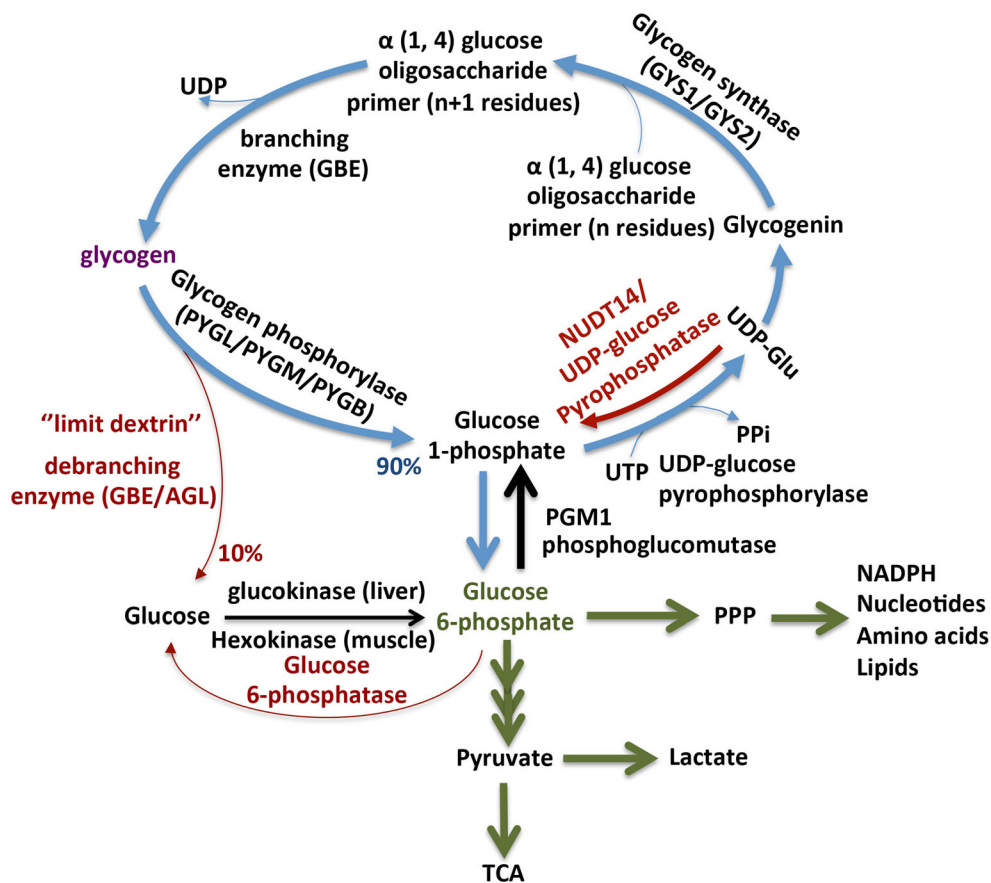 α (1, 4) glucose
oligosaccharide
primer (n+1 residues)
Glycogen synthase
(GYS1/GYS2)
UDP
branching
enzyme (GBE)
α (1, 4) glucose
oligosaccharide
primer (n residues)
Glycogenin
glycogen
Glycogen phosphorylase
(PYGL/PYGM/PYGB)
NUDT14/
UDP-glucose
Pyrophosphatase
UDP-Glu
‘’limit dextrin’’
debranching
enzyme (GBE/AGL)
90%
Glucose
1-phosphate
UTP
PPi
UDP-glucose
pyrophosphorylase
PGM1
phosphoglucomutase
10%
Glucose
glucokinase (liver)
Hexokinase (muscle)
Glucose
6-phosphatase
Glucose
6-phosphate
PPP
NADPH
Nucleotides
Amino acids
Lipids
Pyruvate
Lactate
TCA